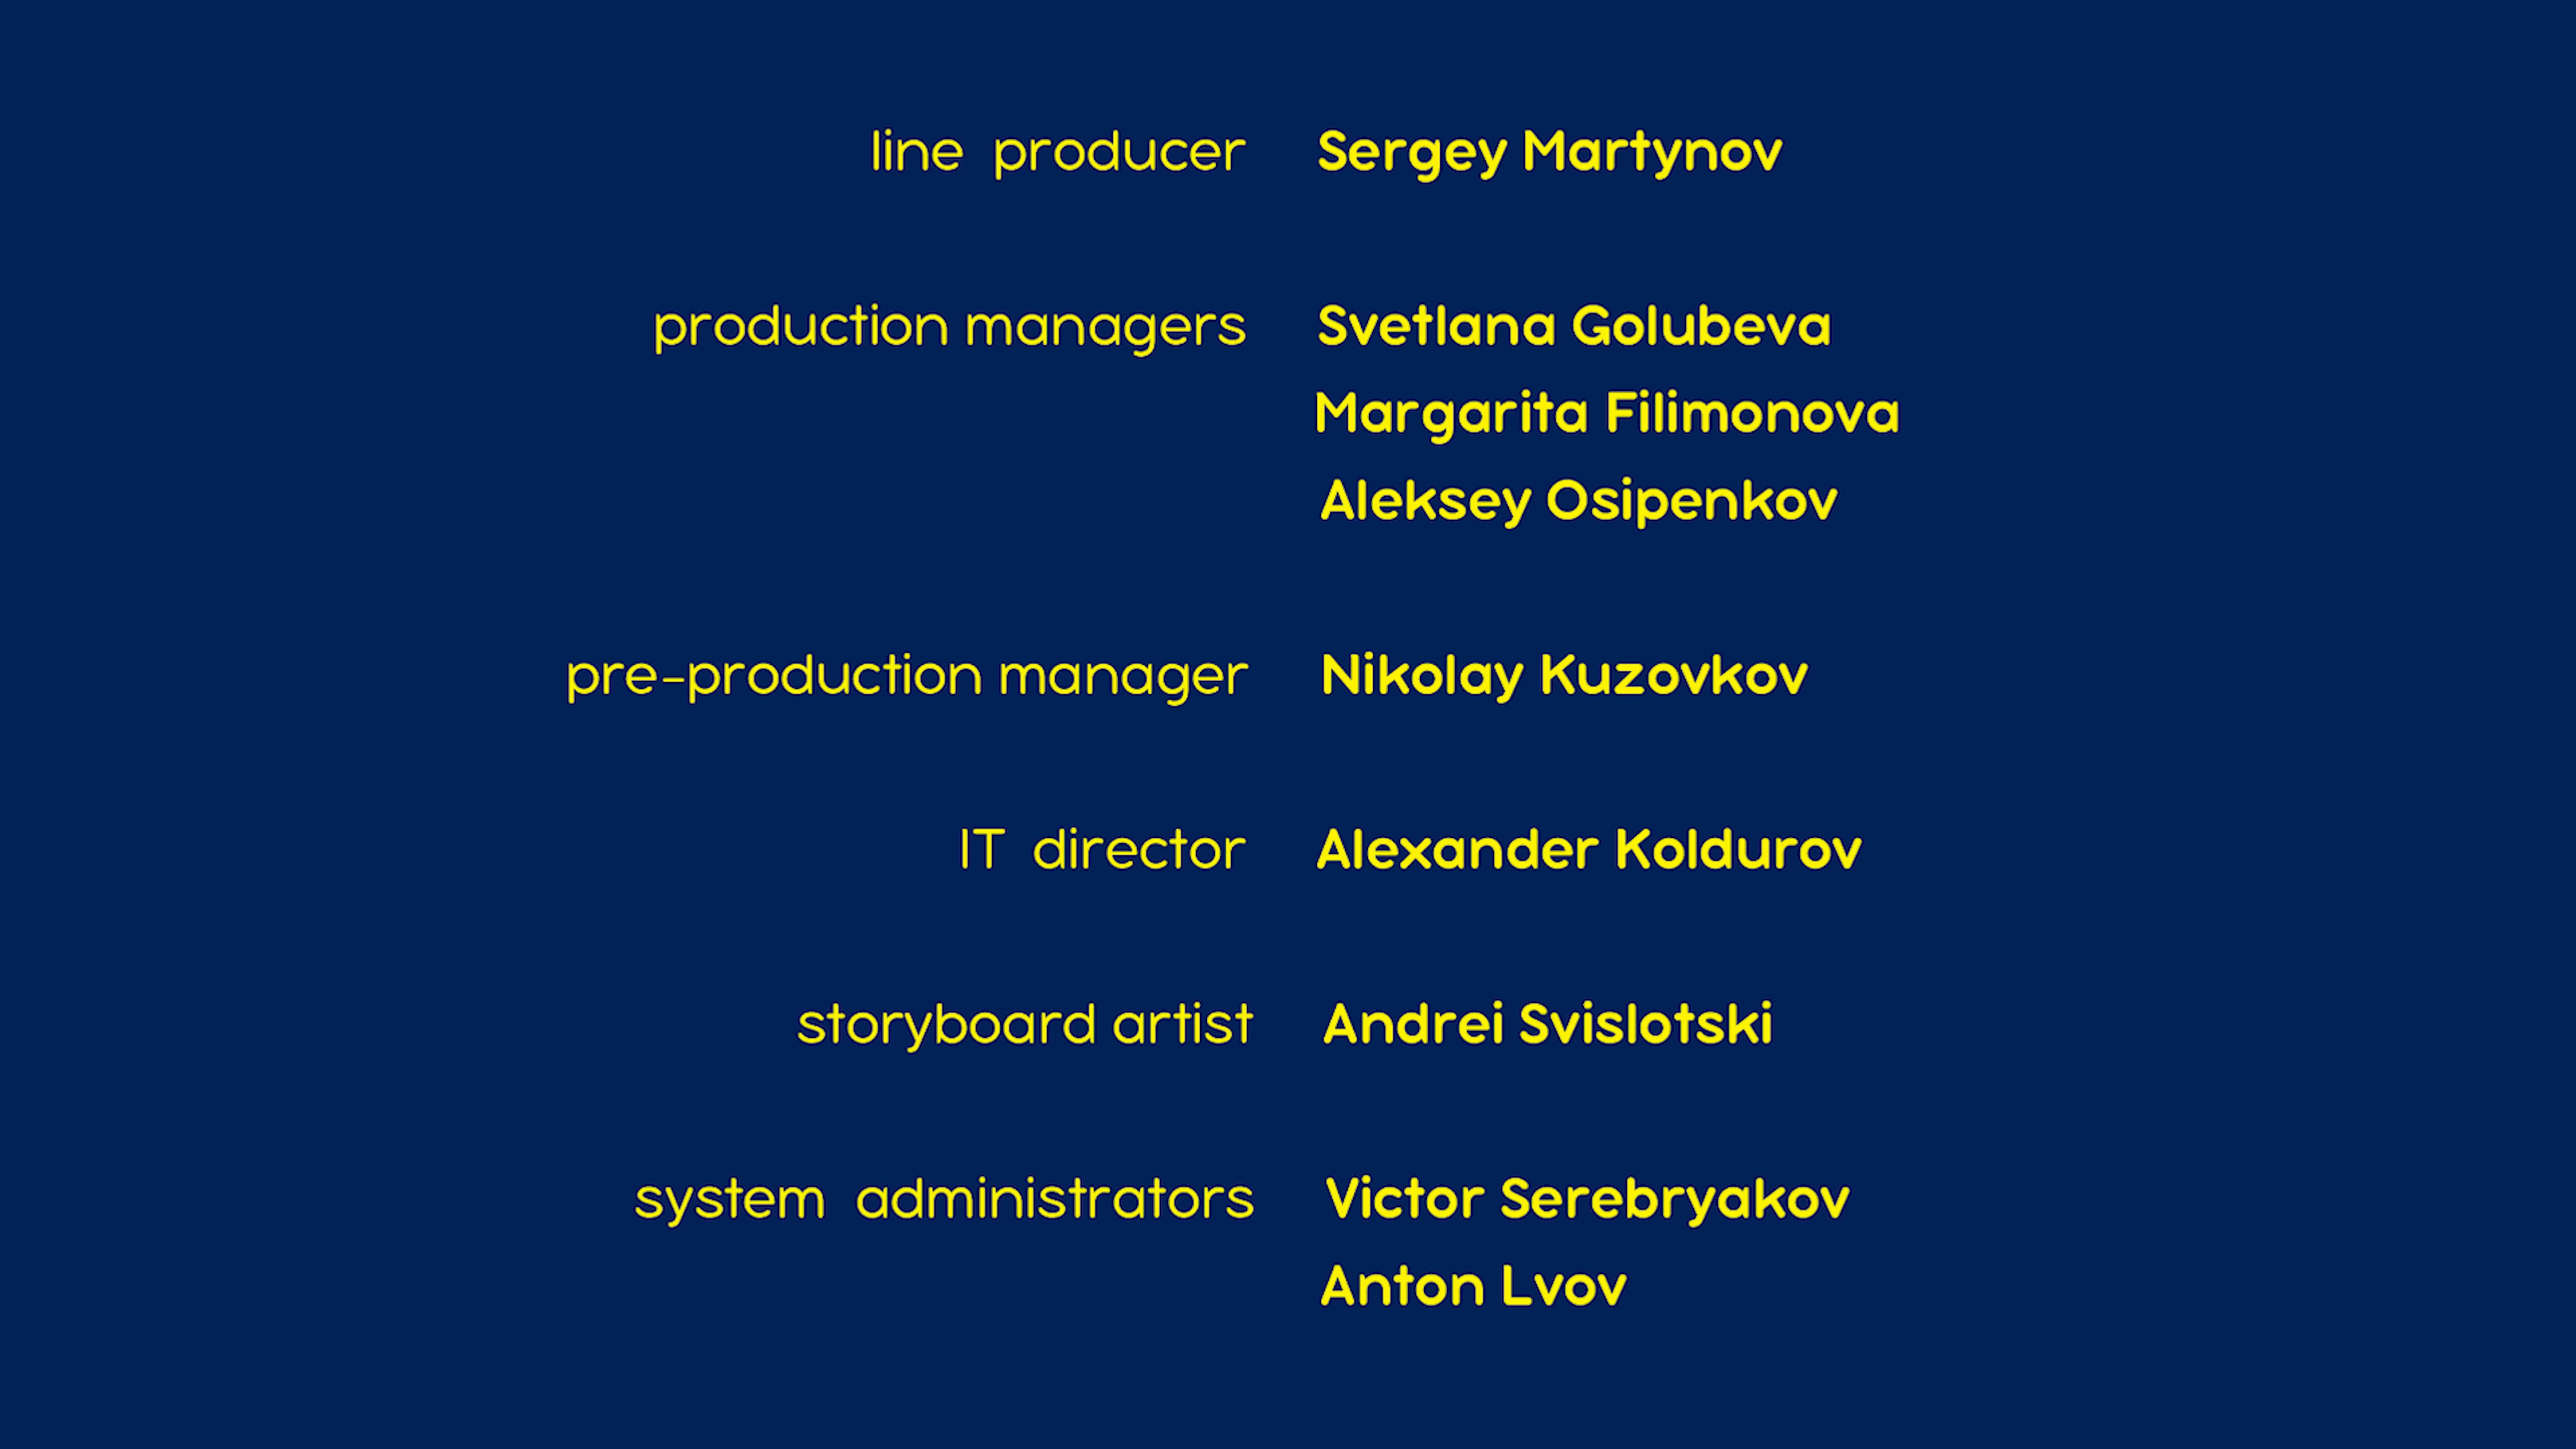 line producer Sergey Martynov
production managers Svetlana Golubeva
Margarita Filimonova
Aleksey Osipenkov
pre-production manager Nikolay Kuzovkov
IT director Alexander Koldurov
storyboard artist Andrei Svislotski
system administrators Victor Serebryakov
Anton Lvov